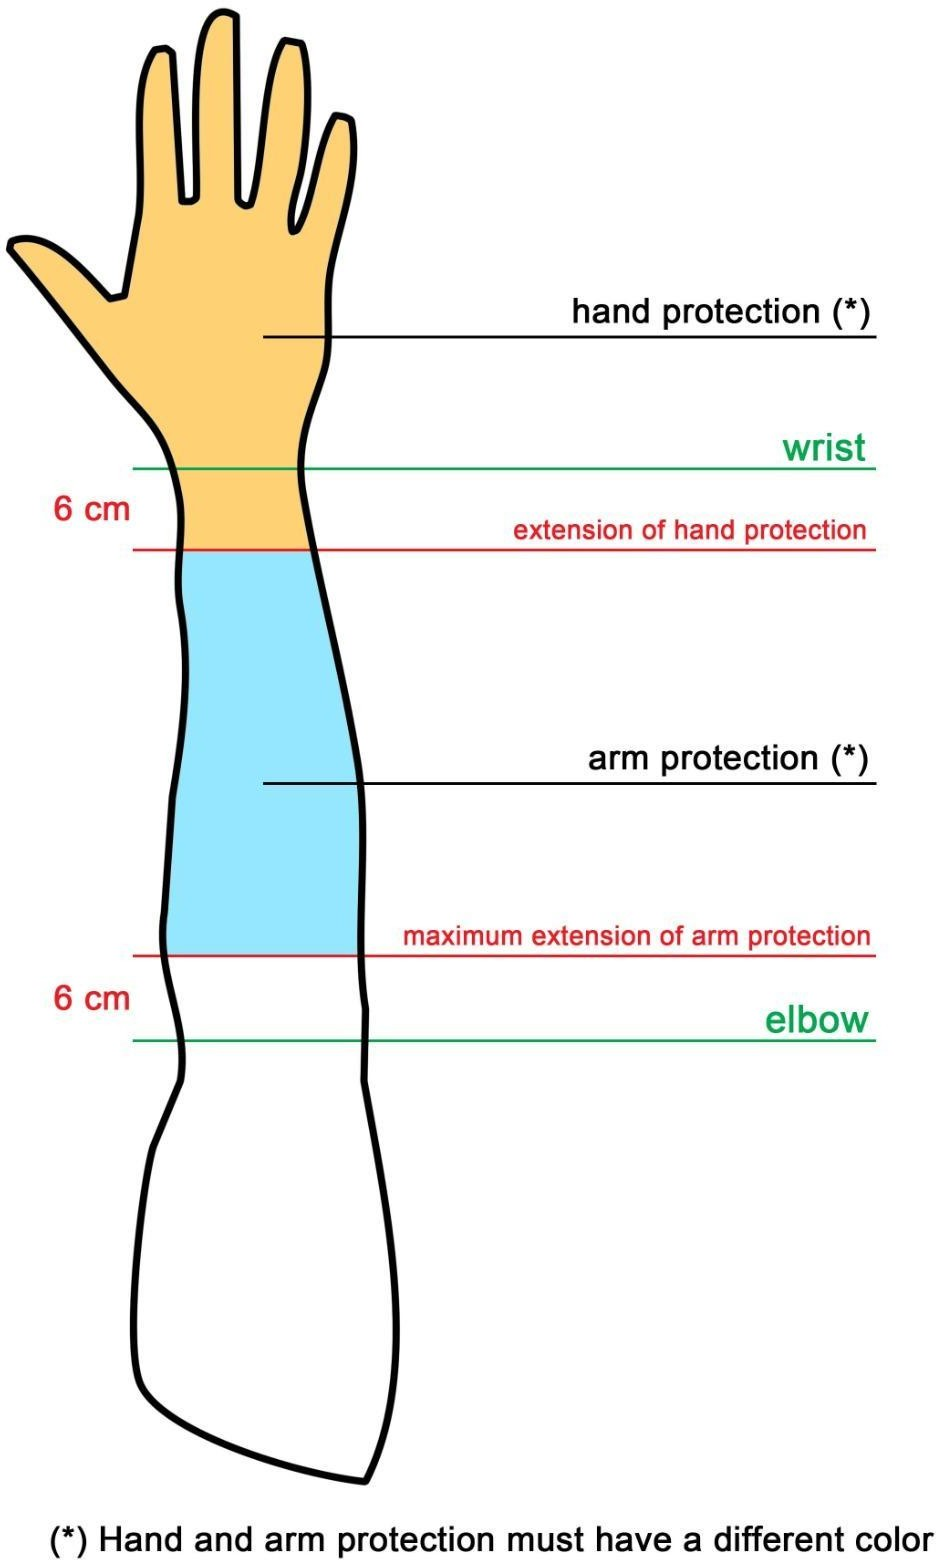 hand protection (*)
wrist
6 cm
extension of hand protection
arm protection (*)
maximum extension of arm protection
6 cm
elbow
(*) Hand and arm protection must have a different color